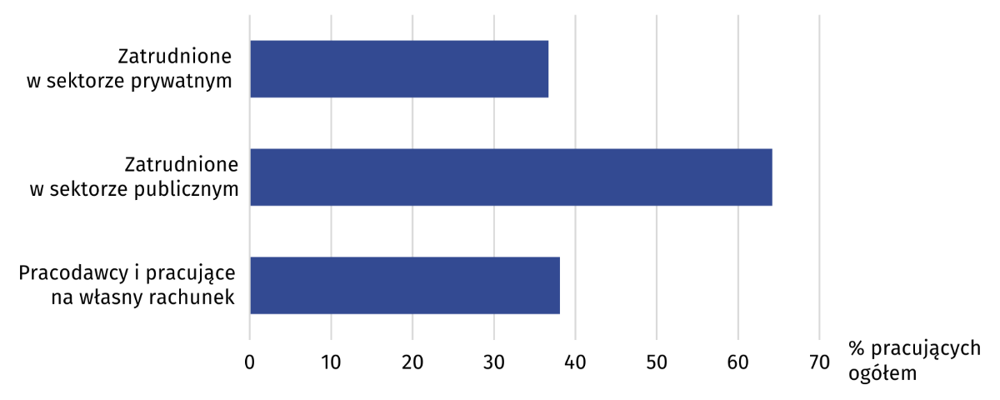 Zatrudnione
w sektorze prywatnym
Zatrudnione
w sektorze publicznym
Pracodawcy i pracujące
na własny rachunek
0 10 20 30 40 50 60 70
% pracujących
ogółem